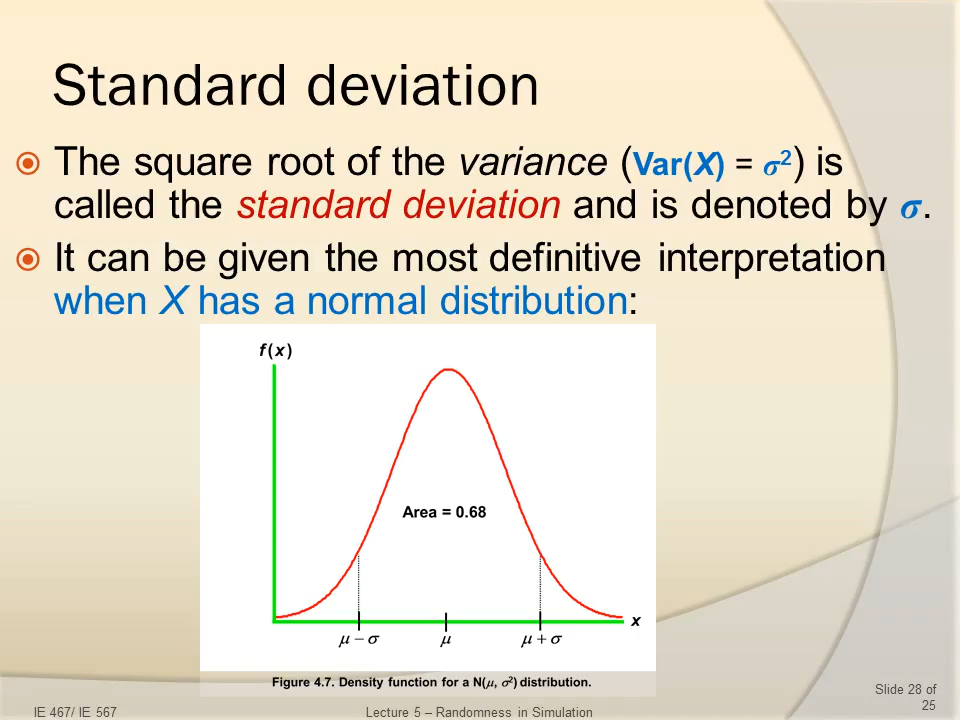 Standard deviation
The square root of the variance (Var(X) = σ²) is
called the standard deviation and is denoted by σ.
It can be given the most definitive interpretation
when X has a normal distribution:
f (x)
Area = 0.68
x
μ − σ
μ
μ + σ
Figure 4.7. Density function for a N(μ, σ²) distribution.
Slide 28 of
25
IE 467/ IE 567
Lecture 5 – Randomness in Simulation